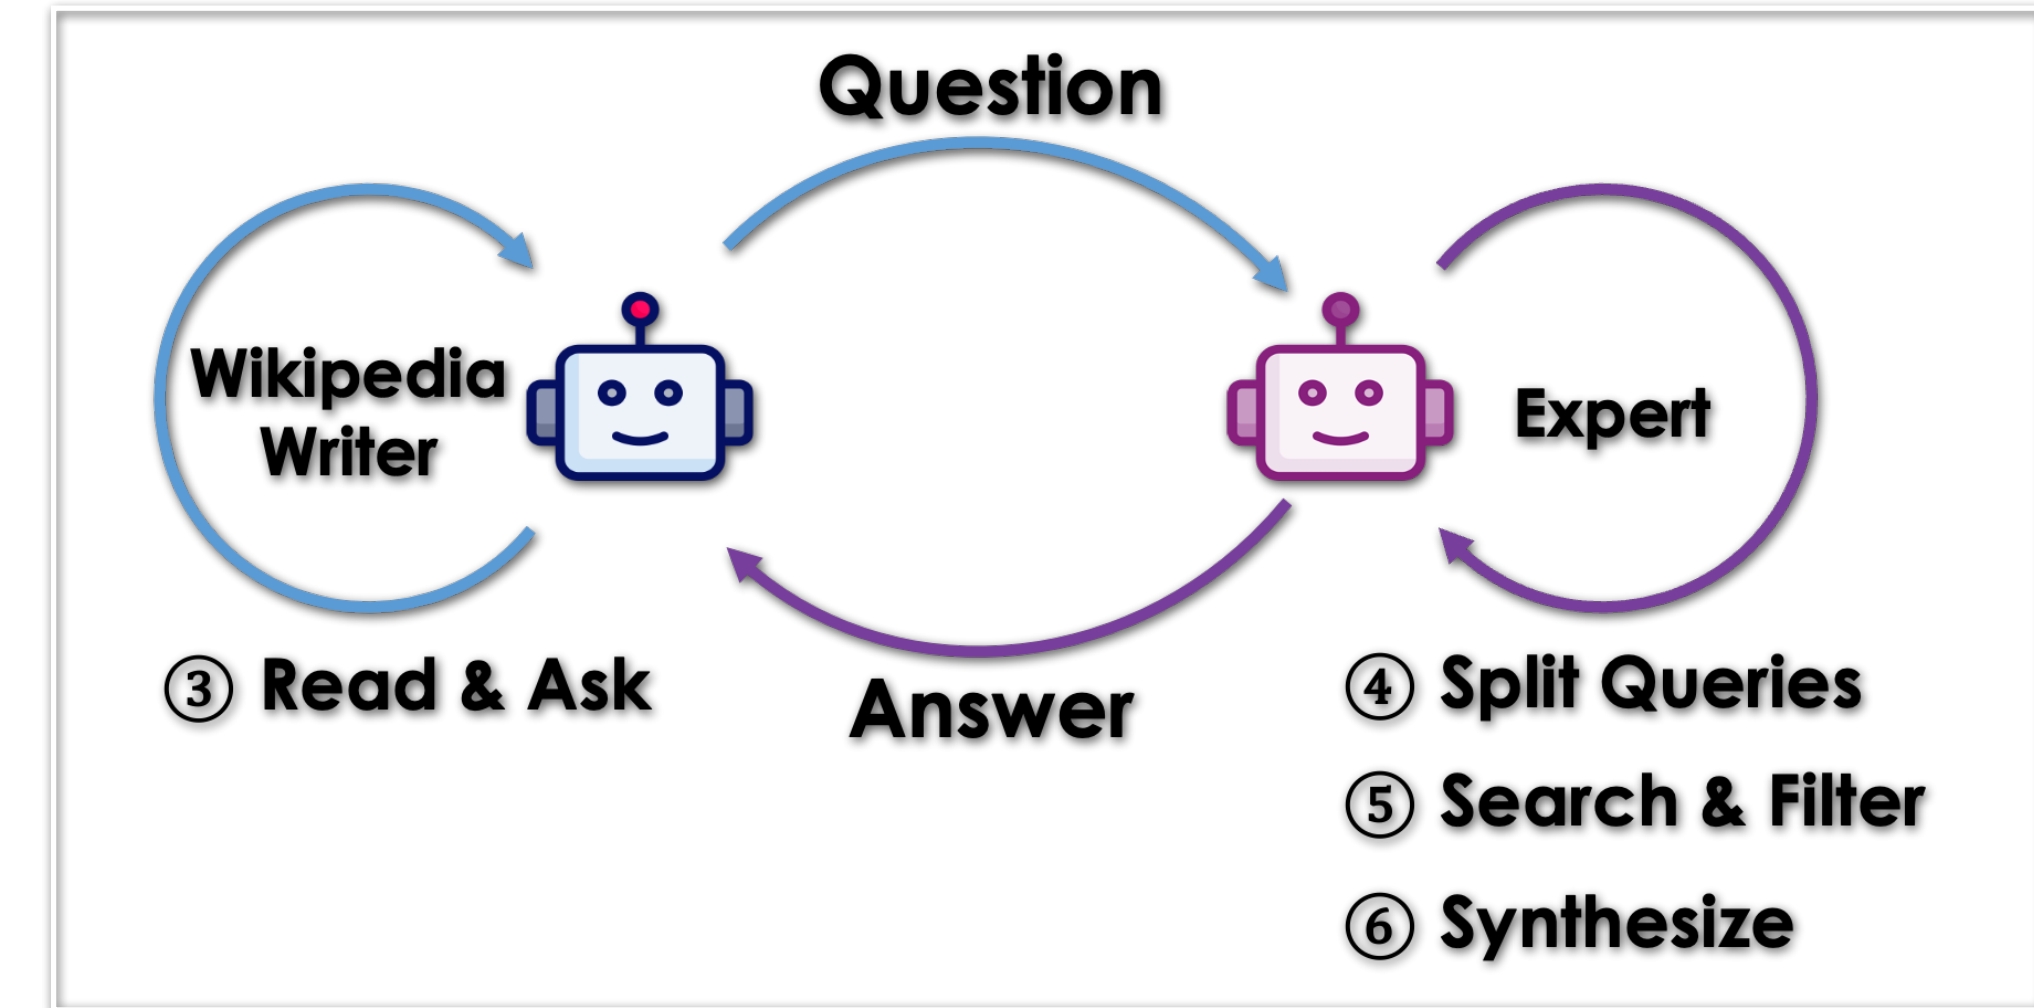 Question
Wikipedia
Writer
Expert
③ Read & Ask
Answer
④ Split Queries
⑤ Search & Filter
⑥ Synthesize